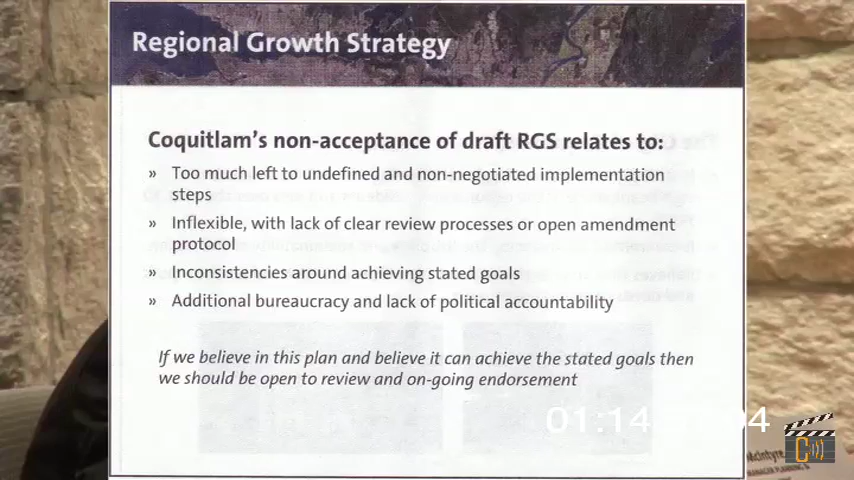 Regional Growth Strategy
Coquitlam's non-acceptance of draft RGS relates to:
» Too much left to undefined and non-negotiated implementation
steps
» Inflexible, with lack of clear review processes or open amendment
protocol
» Inconsistencies around achieving stated goals
» Additional bureaucracy and lack of political accountability
If we believe in this plan and believe it can achieve the stated goals then
we should be open to review and on-going endorsement